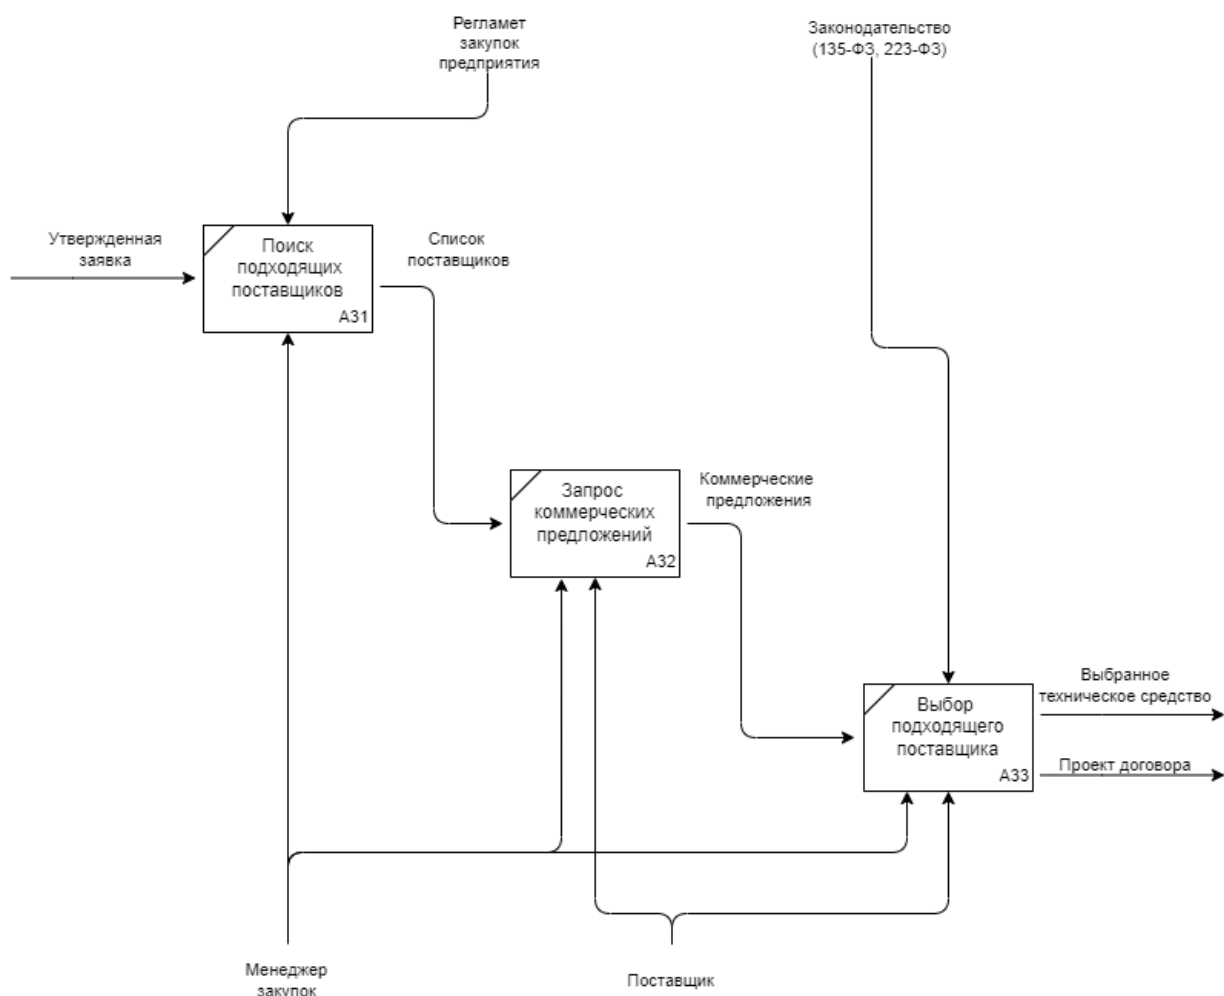 Регламет
закупок
предприятия
Законодательство
(135-ФЗ, 223-ФЗ)
Утвержденная
заявка
Поиск
подходящих
поставщиков
А31
Список
поставщиков
Запрос
коммерческих
предложений
А32
Коммерческие
предложения
Выбор
подходящего
поставщика
А33
Выбранное
техническое средство
Проект договора
Менеджер
закупок
Поставщик